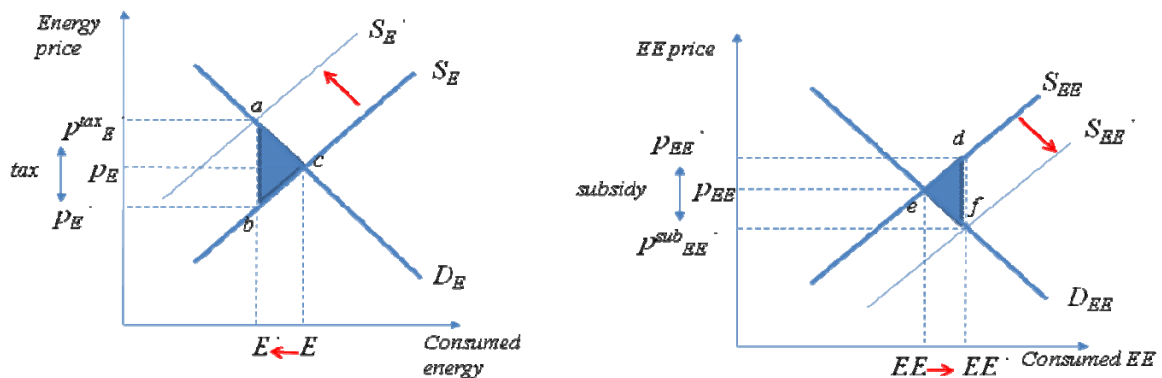 Energy
price
S_E'
S_E
a
p^tax_E
tax
p_E
c
p_E'
b
D_E
E' E
Consumed
energy
EE price
S_EE
S_EE'
d
p_EE'
subsidy
p_EE
e
f
p^sub_EE'
D_EE
EE EE'
Consumed EE